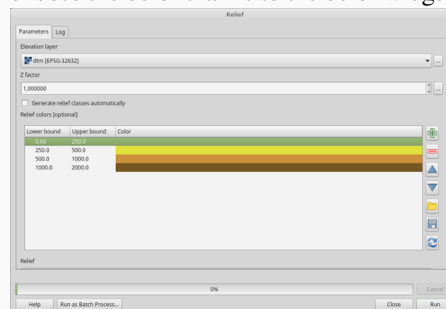 Relief
Parameters Log
Elevation layer
dtm [EPSG:32632]
...
Z factor
1,000000
...
Generate relief classes automatically
Relief colors [optional]
Lower bound Upper bound Color
0.00 250.0
250.0 500.0
500.0 1000.0
1000.0 2000.0
Relief
0% Cancel
Help Run as Batch Process... Close Run